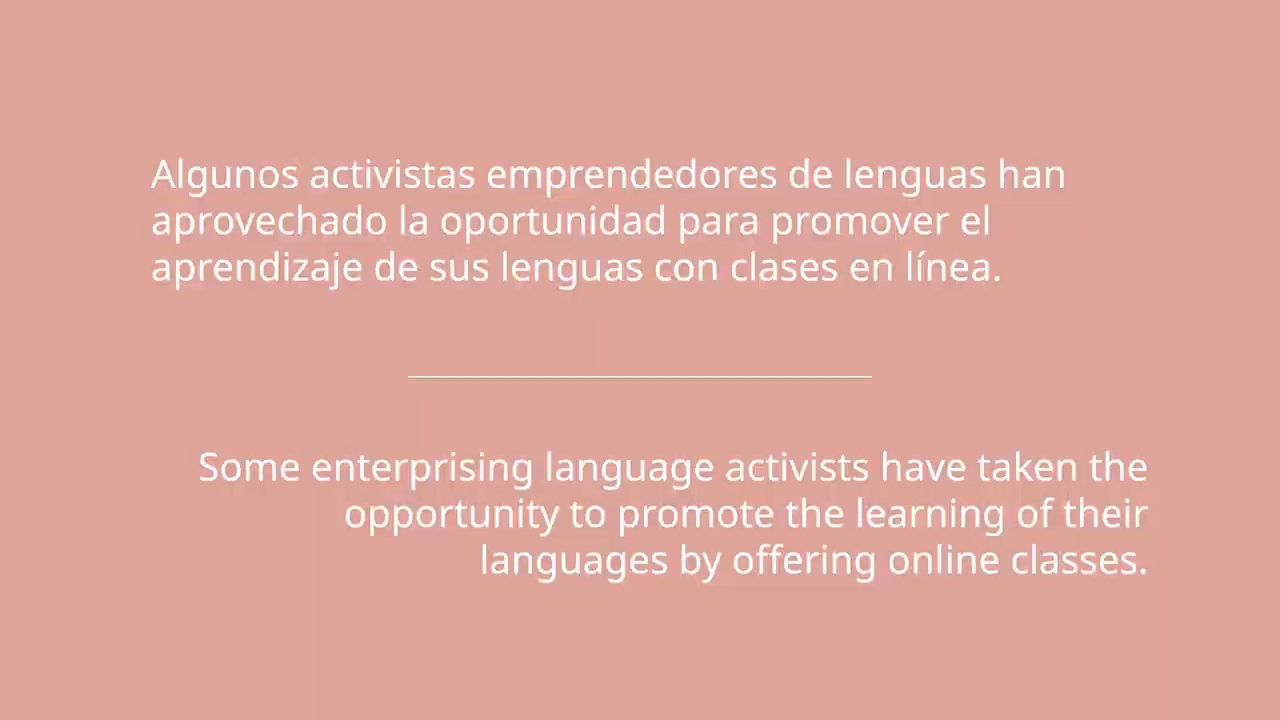 Algunos activistas emprendedores de lenguas han
aprovechado la oportunidad para promover el
aprendizaje de sus lenguas con clases en línea.
Some enterprising language activists have taken the
opportunity to promote the learning of their
languages by offering online classes.